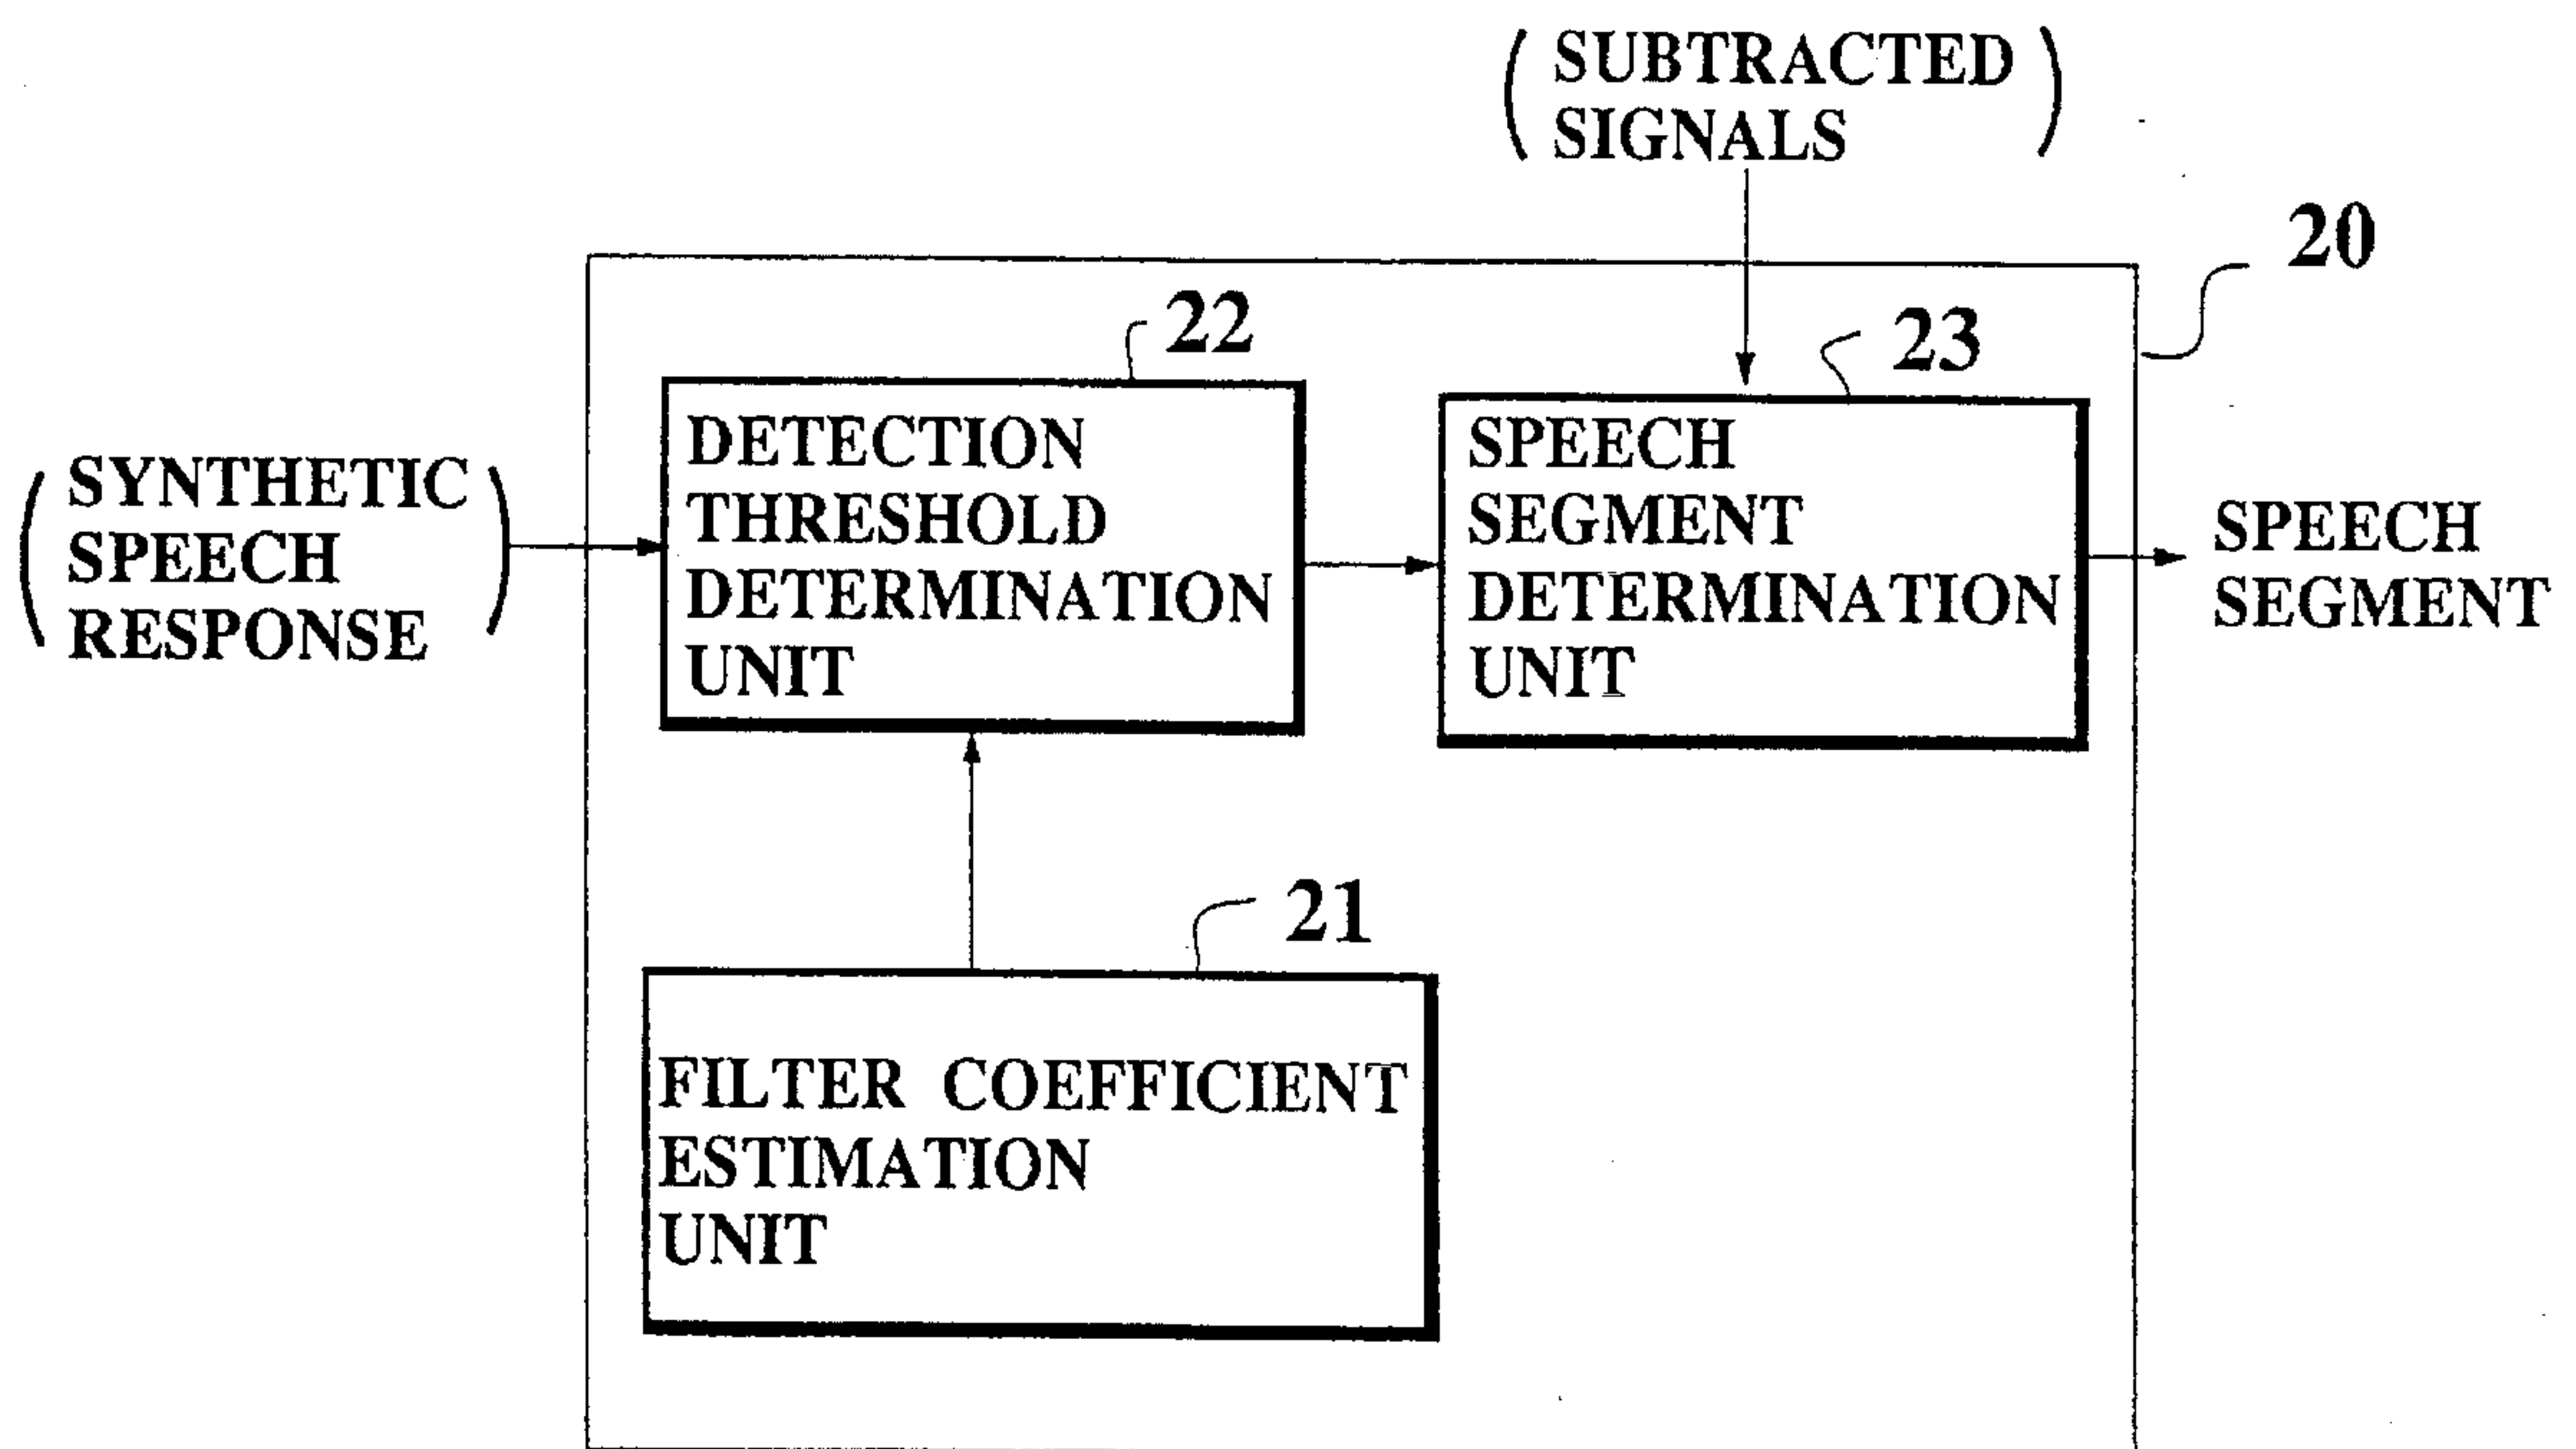 ( SUBTRACTED
SIGNALS )
20
22
23
( SYNTHETIC
SPEECH
RESPONSE )
DETECTION
THRESHOLD
DETERMINATION
UNIT
SPEECH
SEGMENT
DETERMINATION
UNIT
SPEECH
SEGMENT
21
FILTER COEFFICIENT
ESTIMATION
UNIT